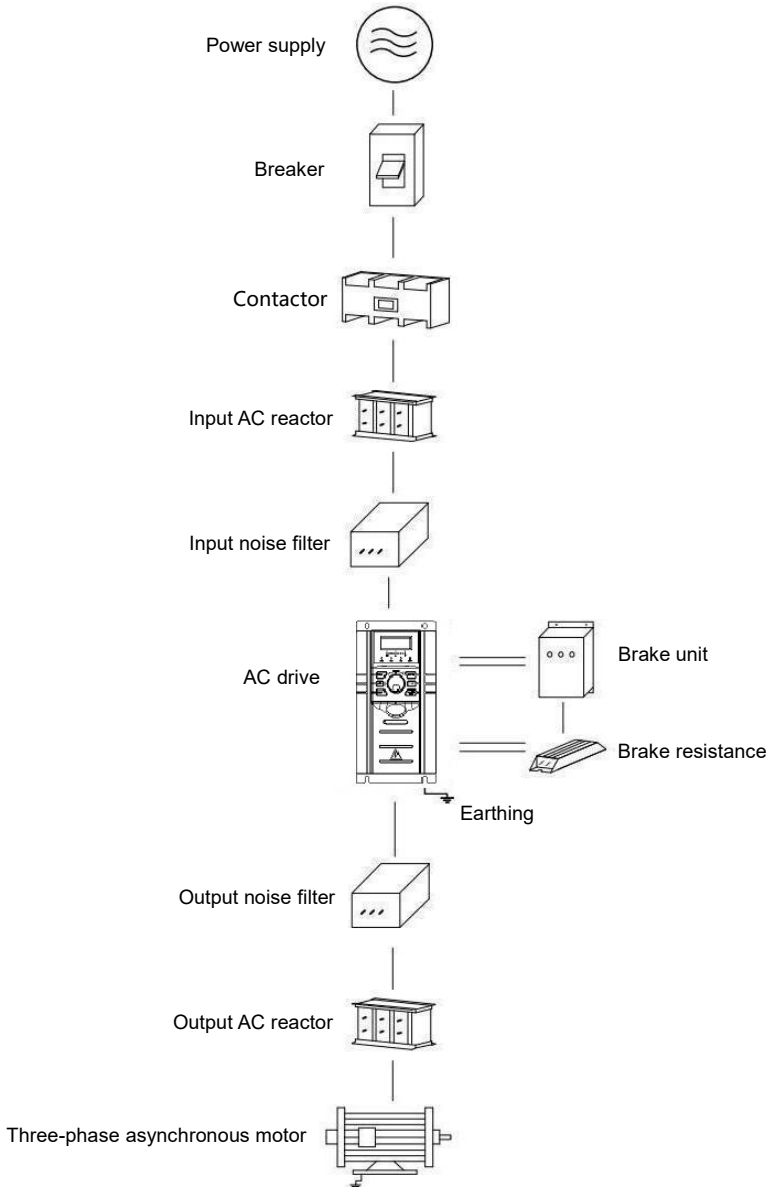 Power supply
Breaker
Contactor
Input AC reactor
Input noise filter
AC drive
Brake unit
Brake resistance
Earthing
Output noise filter
Output AC reactor
Three-phase asynchronous motor